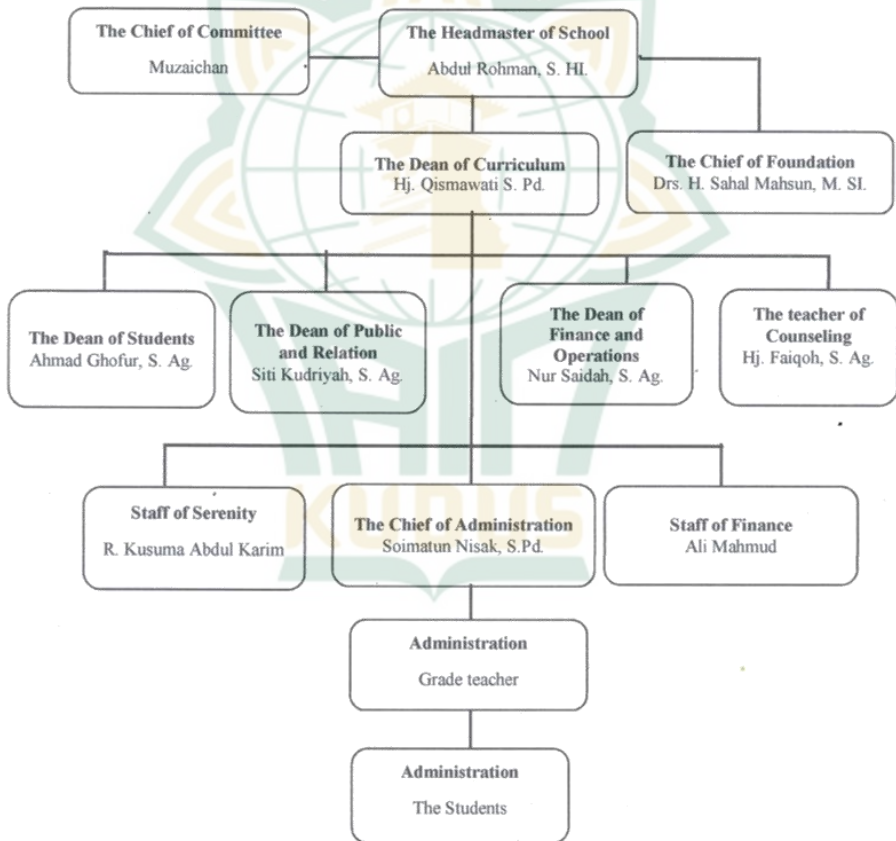 The Chief of Committee
Muzaichan
The Headmaster of School
Abdul Rohman, S. HI.
The Dean of Curriculum
Hj. Qismawati S. Pd.
The Chief of Foundation
Drs. H. Sahal Mahsun, M. SI.
The Dean of Students
Ahmad Ghofur, S. Ag.
The Dean of Public
and Relation
Siti Kudriyah, S. Ag.
The Dean of
Finance and
Operations
Nur Saidah, S. Ag.
The teacher of
Counseling
Hj. Faiqoh, S. Ag.
Staff of Serenity
R. Kusuma Abdul Karim
The Chief of Administration
Soimatun Nisak, S.Pd.
Staff of Finance
Ali Mahmud
KUDUS
Administration
Grade teacher
Administration
The Students